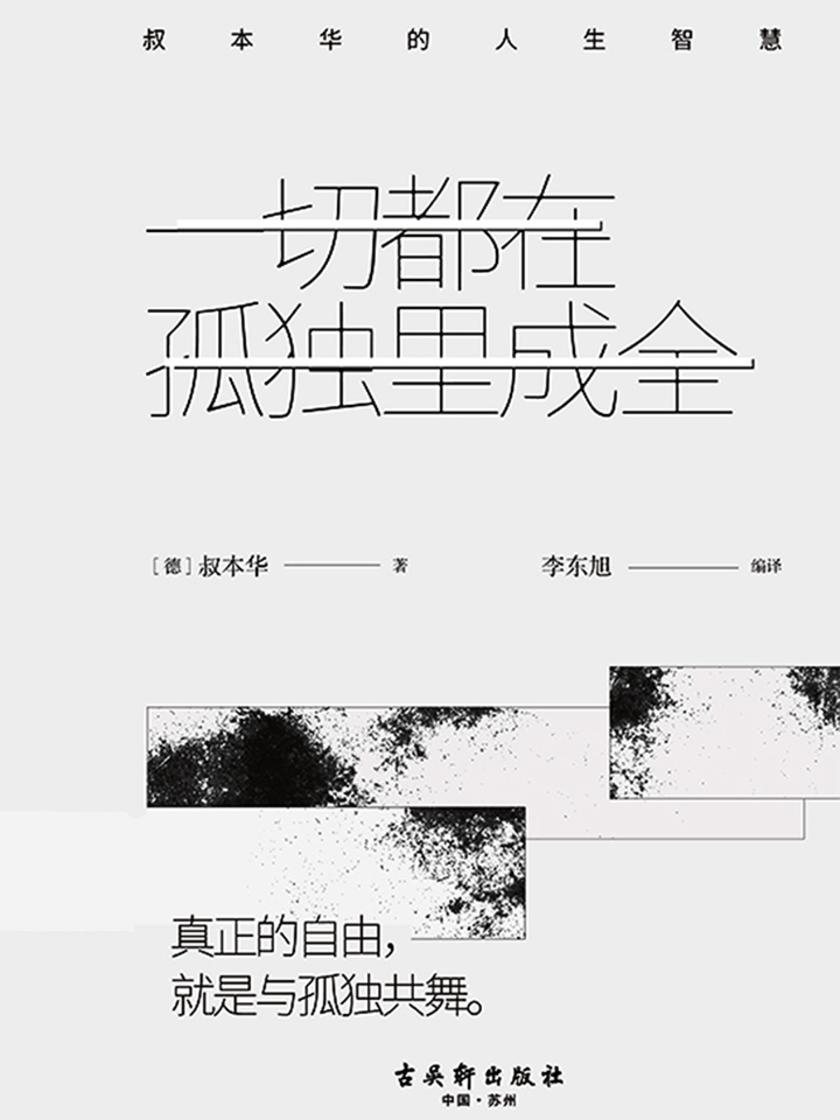 叔本华的人生智慧
一切都在
孤独里成全
［德］叔本华 著 李东旭 编译
真正的自由，
就是与孤独共舞。
古吴轩出版社
中国·苏州